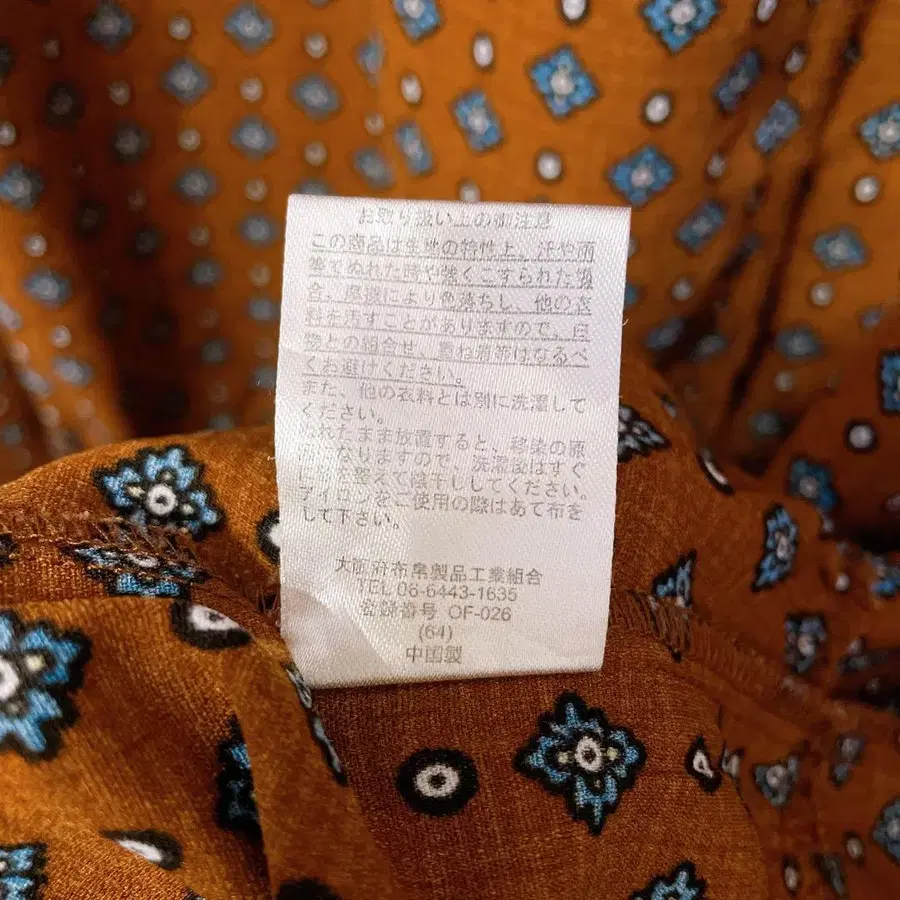 お取り扱い上の御注意
この商品は生地の特性上、汗や雨
等でぬれた時や強くこすられた場
合、摩擦により色落ちし、他の衣
料を汚すことがありますので、白
物との組合せ、重ね着等はなるべ
くお避けください。
また、他の衣料とは別に洗濯して
ください。
ぬれたまま放置すると、移染の原
になりますので、洗濯後はすぐ
に形を整えて陰干ししてください。
アイロンをご使用の際はあて布を
して下さい。
大阪府布帛製品工業組合
TEL 06-6443-1635
登録番号 OF-026
(64)
中国製